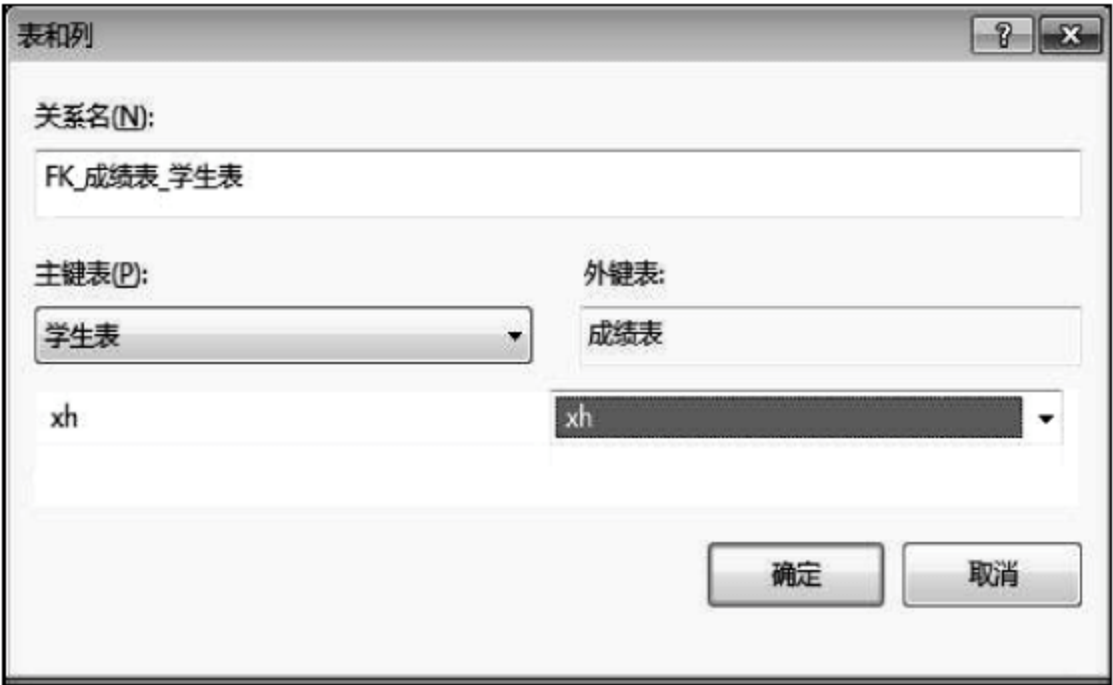 表和列
关系名(N):
FK_成绩表_学生表
主键表(P):
外键表:
学生表
成绩表
xh
xh
确定
取消